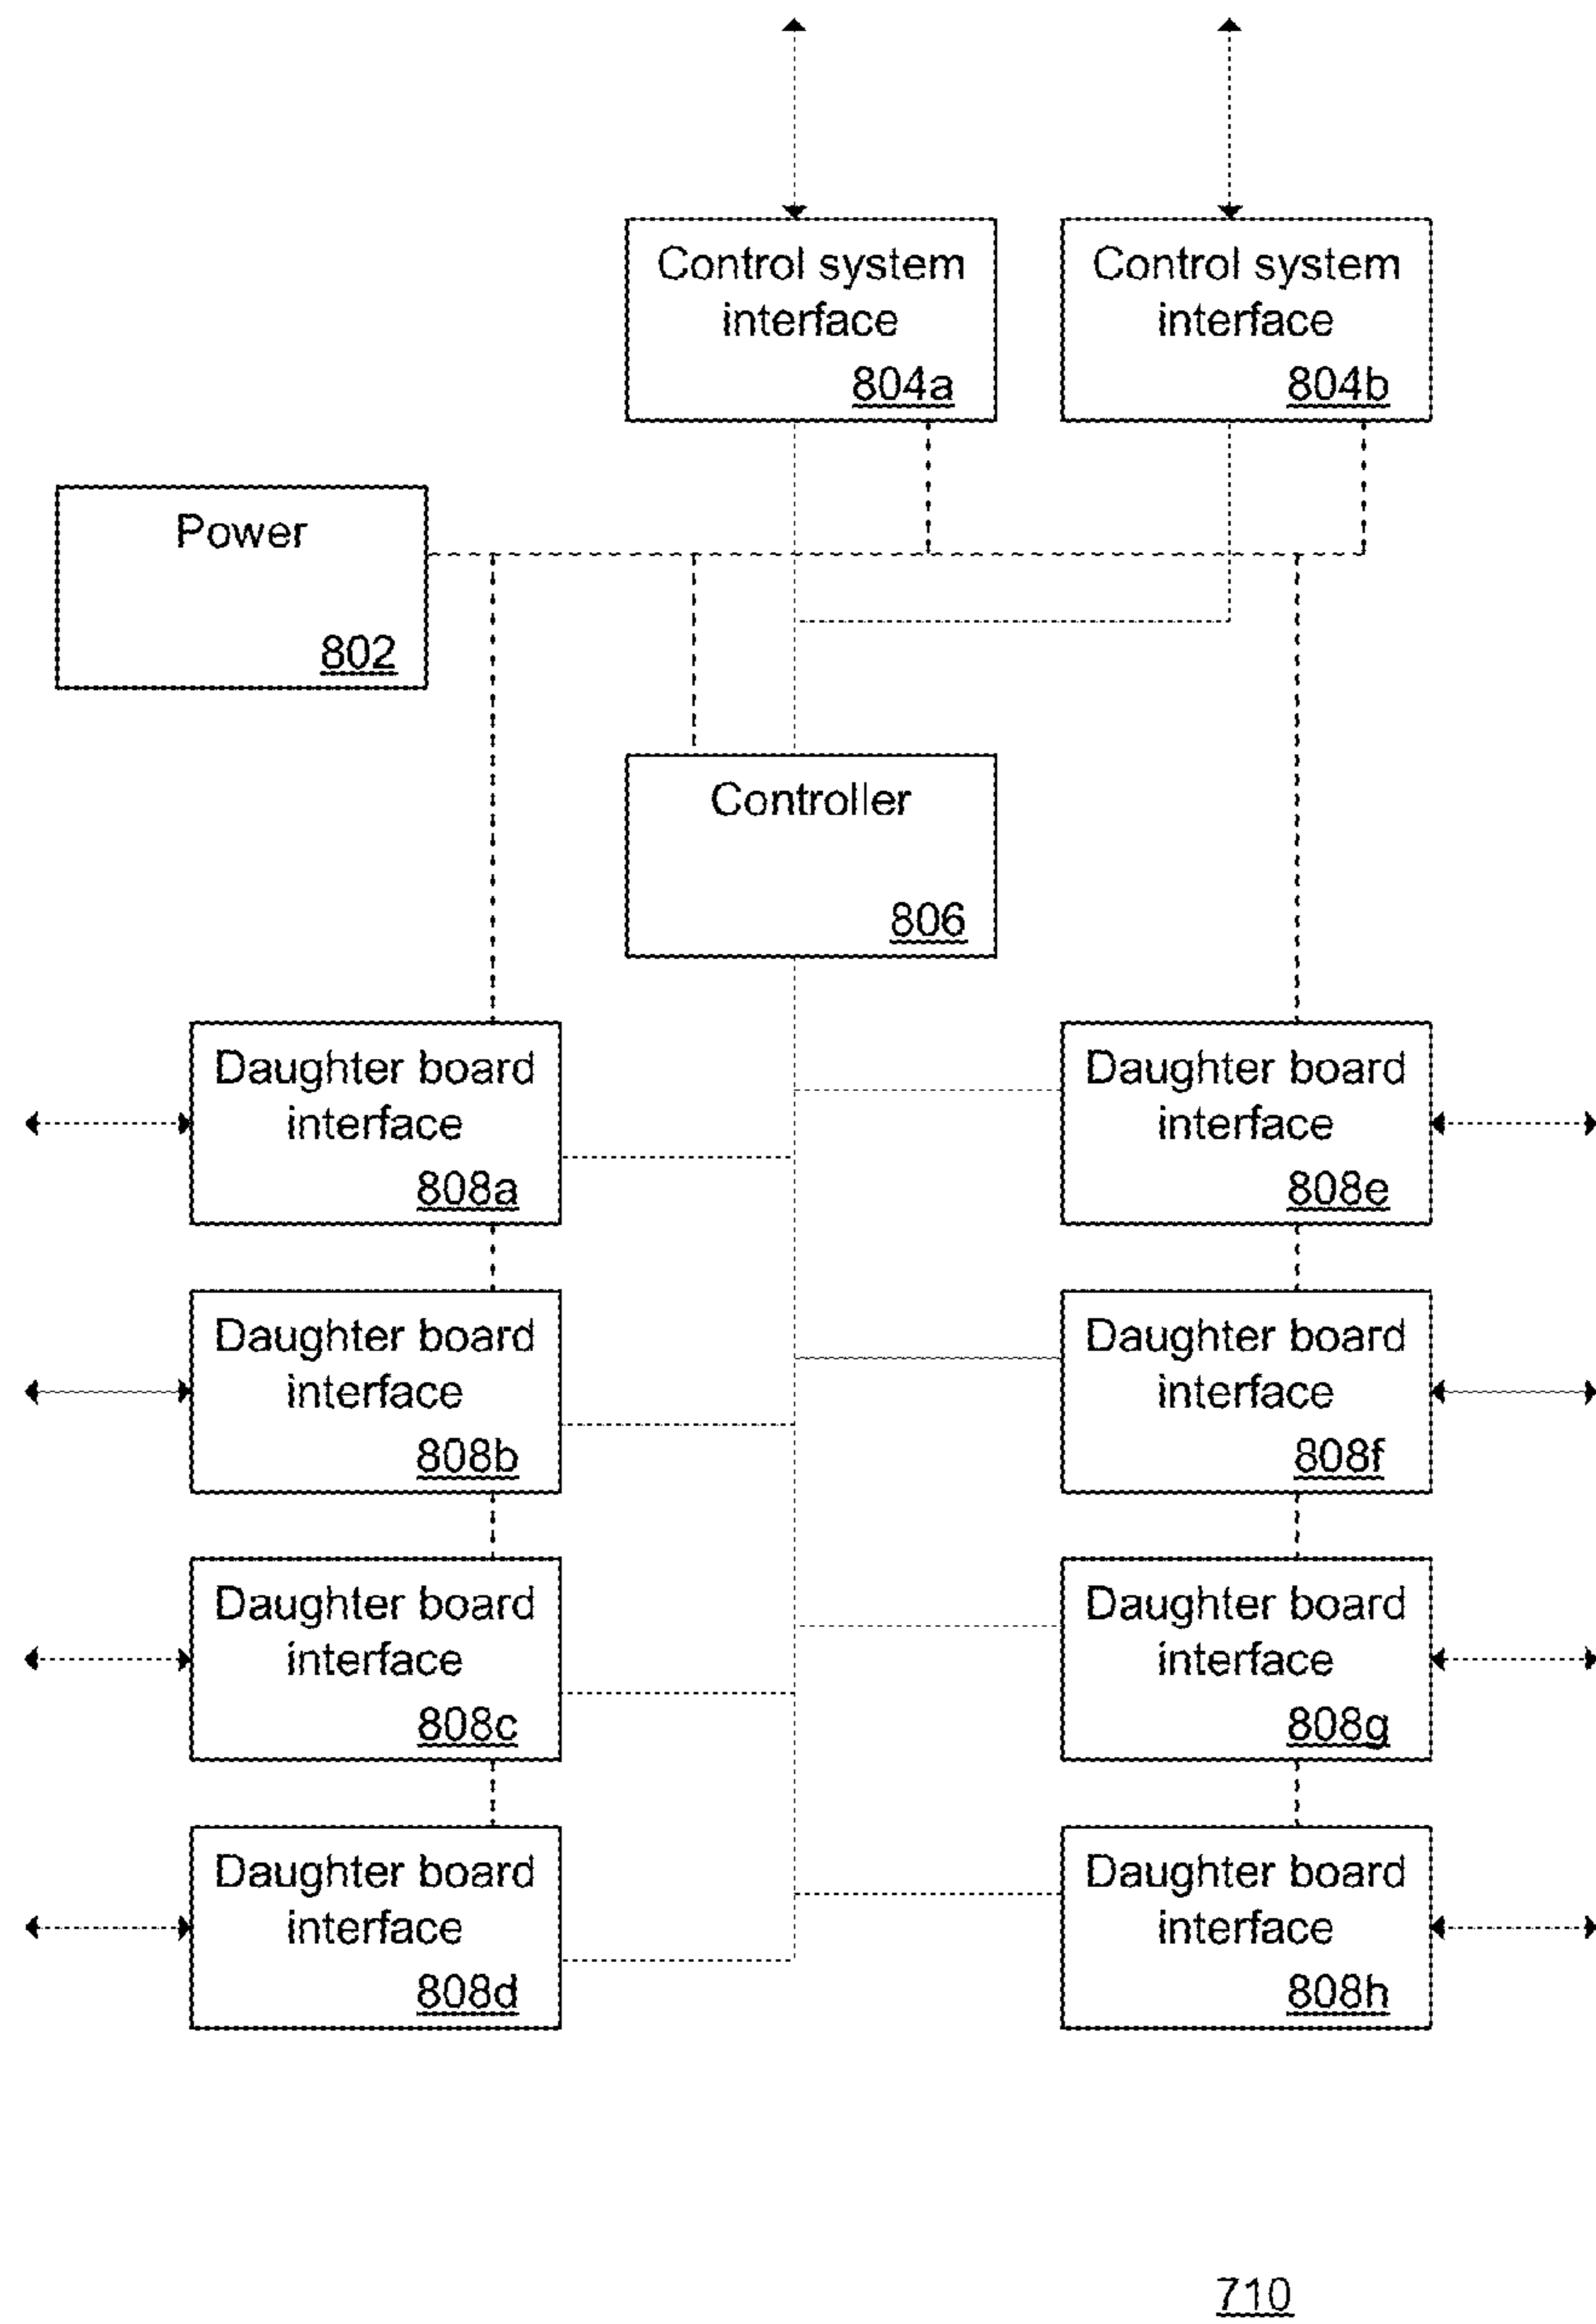 Control system
interface
804a
Control system
interface
804b
Power
802
Controller
806
Daughter board
interface
808a
Daughter board
interface
808e
Daughter board
interface
808b
Daughter board
interface
808f
Daughter board
interface
808c
Daughter board
interface
808g
Daughter board
interface
808d
Daughter board
interface
808h
710